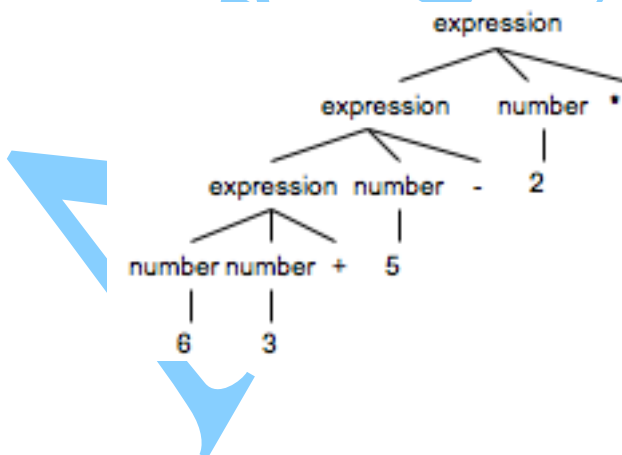 expression
expression number *
expression number - 2
number number + 5
6 3